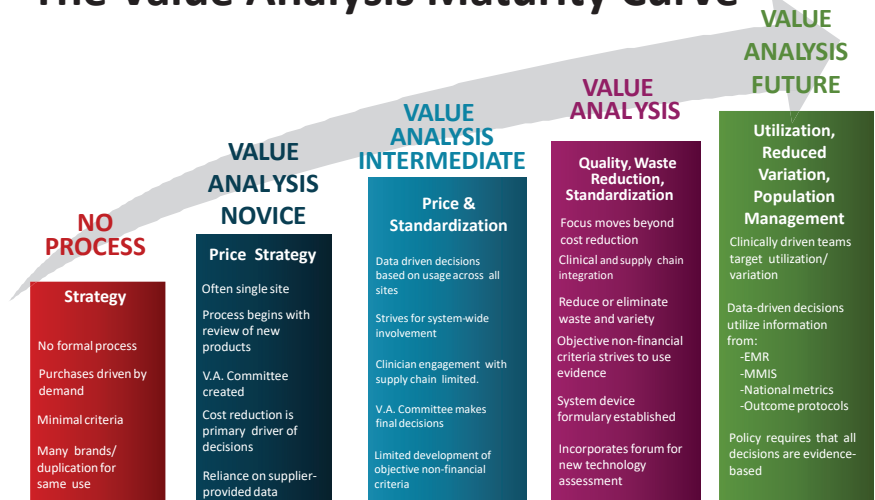 The Value Analysis Maturity Curve
NO
PROCESS
Strategy
No formal process
Purchases driven by
demand
Minimal criteria
Many brands/
duplication for
same use
VALUE
ANALYSIS
NOVICE
Price Strategy
Often single site
Process begins with
review of new
products
V.A. Committee
created
Cost reduction is
primary driver of
decisions
Reliance on supplier-
provided data
VALUE
ANALYSIS
INTERMEDIATE
Price &
Standardization
Data driven decisions
based on usage across all
sites
Strives for system-wide
involvement
Clinician engagement with
supply chain limited.
V.A. Committee makes
final decisions
Limited development of
objective non-financial
criteria
VALUE
ANALYSIS
Quality, Waste
Reduction,
Standardization
Focus moves beyond
cost reduction
Clinical and supply chain
integration
Reduce or eliminate
waste and variety
Objective non-financial
criteria strives to use
evidence
System device
formulary established
Incorporates forum for
new technology
assessment
VALUE
ANALYSIS
FUTURE
Utilization,
Reduced
Variation,
Population
Management
Clinically driven teams
target utilization/
variation
Data-driven decisions
utilize information
from:
-EMR
-MMIS
-National metrics
-Outcome protocols
Policy requires that all
decisions are evidence-
based